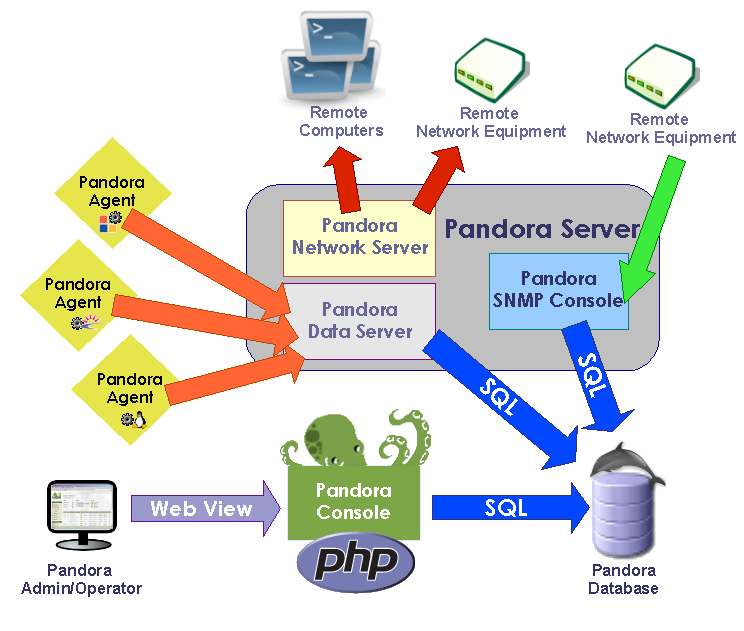 Remote
Computers
Remote
Network Equipment
Remote
Network Equipment
Pandora
Agent
Pandora
Agent
Pandora
Agent
Pandora Server
Pandora
Network Server
Pandora
SNMP Console
Pandora
Data Server
SQL
SQL
Pandora
Console
php
Web View
SQL
Pandora
Admin/Operator
Pandora
Database
>_
>_